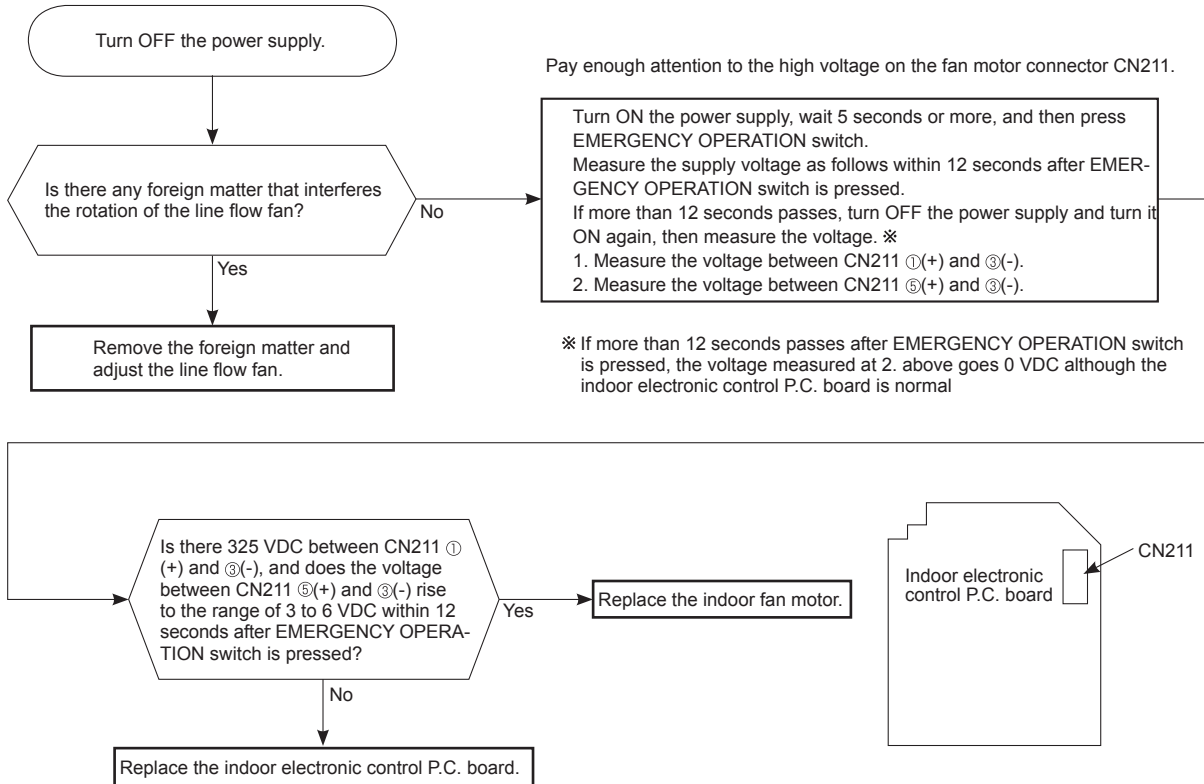 Turn OFF the power supply.
Pay enough attention to the high voltage on the fan motor connector CN211.
Is there any foreign matter that interferes
the rotation of the line flow fan?
No
Yes
Turn ON the power supply, wait 5 seconds or more, and then press
EMERGENCY OPERATION switch.
Measure the supply voltage as follows within 12 seconds after EMER-
GENCY OPERATION switch is pressed.
If more than 12 seconds passes, turn OFF the power supply and turn it
ON again, then measure the voltage. ※
1. Measure the voltage between CN211 ①(+) and ③(-).
2. Measure the voltage between CN211 ⑤(+) and ③(-).
Remove the foreign matter and
adjust the line flow fan.
※ If more than 12 seconds passes after EMERGENCY OPERATION switch
is pressed, the voltage measured at 2. above goes 0 VDC although the
indoor electronic control P.C. board is normal
Is there 325 VDC between CN211 ①
(+) and ③(-), and does the voltage
between CN211 ⑤(+) and ③(-) rise
to the range of 3 to 6 VDC within 12
seconds after EMERGENCY OPERA-
TION switch is pressed?
Yes
No
Replace the indoor fan motor.
Indoor electronic
control P.C. board
CN211
Replace the indoor electronic control P.C. board.